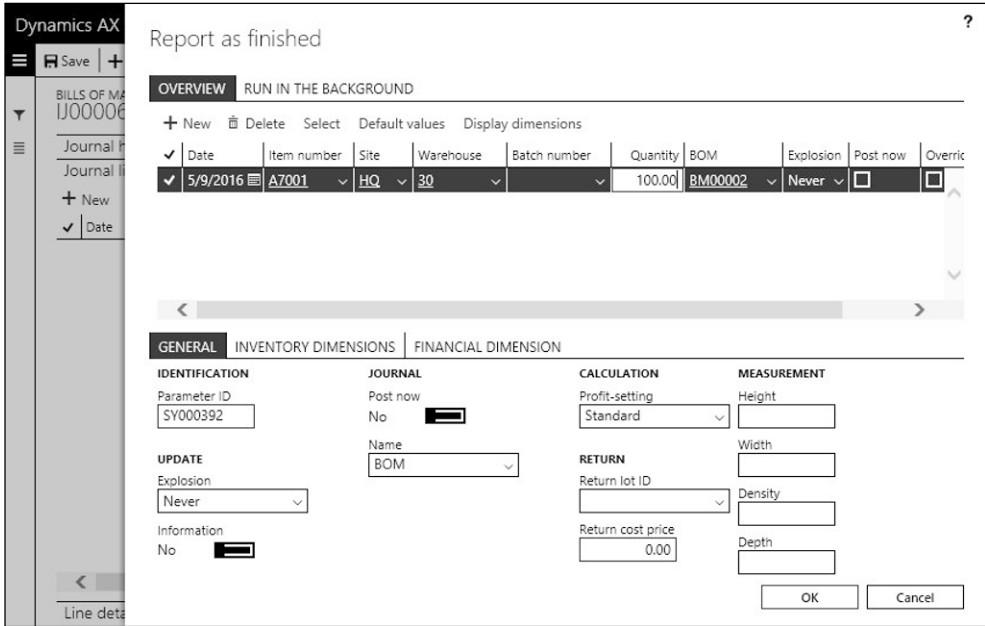 Dynamics AX
?
Report as finished
Save
BILLS OF MA
IJ00006
Journal h
Journal li
New
Date
OVERVIEW RUN IN THE BACKGROUND
New Delete Select Default values Display dimensions
Date Item number Site Warehouse Batch number Quantity BOM Explosion Post now Overric
5/9/2016 A7001 HQ 30 100.00 BM00002 Never
GENERAL INVENTORY DIMENSIONS FINANCIAL DIMENSION
IDENTIFICATION JOURNAL CALCULATION MEASUREMENT
Parameter ID Post now Profit-setting Height
SY000392 No Standard
Name Width
UPDATE BOM RETURN
Explosion Return lot ID Density
Never
Information Return cost price Depth
No 0.00
OK Cancel
Line deta